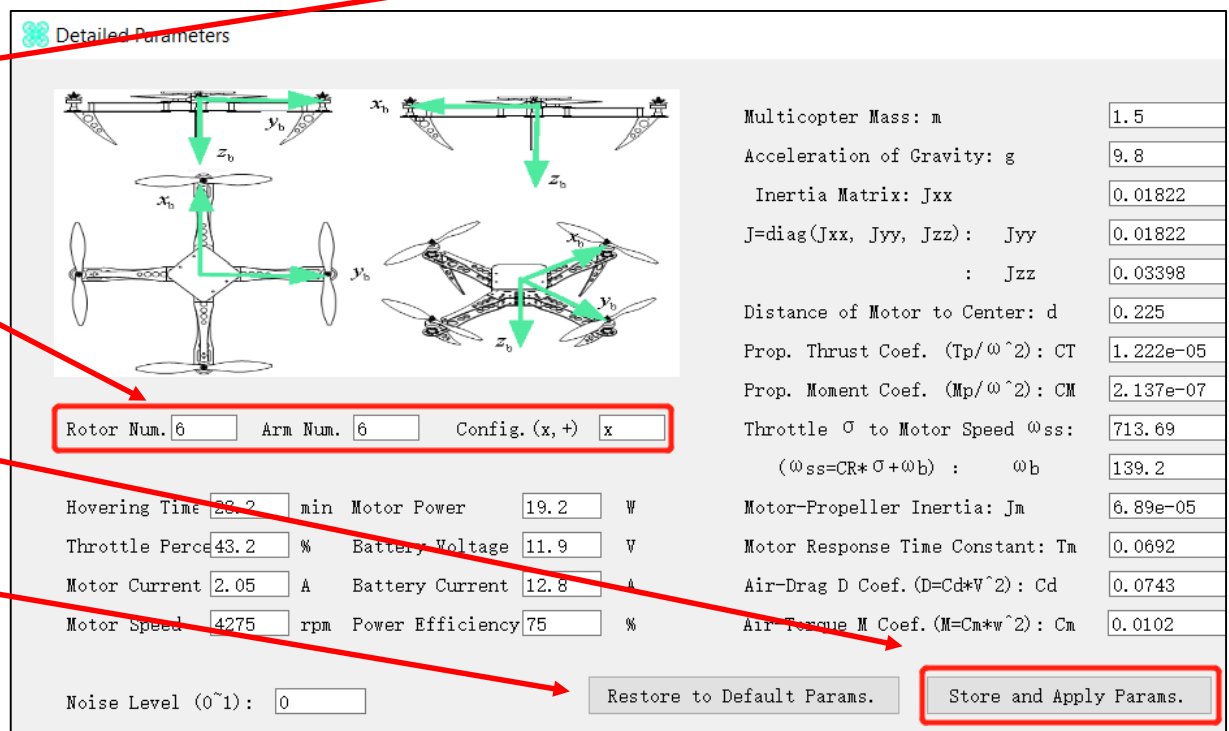 Detailed Parameters
x_b
y_b
z_b
z_b
x_b
y_b
x_b
y_b
z_b
Multicopter Mass: m 1.5
Acceleration of Gravity: g 9.8
Inertia Matrix: Jxx 0.01822
J=diag(Jxx, Jyy, Jzz): Jyy 0.01822
: Jzz 0.03398
Distance of Motor to Center: d 0.225
Prop. Thrust Coef. (Tp/ω^2): CT 1.222e-05
Prop. Moment Coef. (Mp/ω^2): CM 2.137e-07
Rotor Num. 6 Arm Num. 6 Config.(x,+) x
Throttle σ to Motor Speed ωss: 713.69
(ωss=CR*σ+ωb) : ωb 139.2
Hovering Time 28.2 min Motor Power 19.2 W
Motor-Propeller Inertia: Jm 6.89e-05
Throttle Perce 43.2 % Battery Voltage 11.9 V
Motor Response Time Constant: Tm 0.0692
Motor Current 2.05 A Battery Current 12.8 A
Air-Drag D Coef.(D=Cd*V^2): Cd 0.0743
Motor Speed 4275 rpm Power Efficiency 75 %
Air-Torque M Coef.(M=Cm*w^2): Cm 0.0102
Noise Level (0~1): 0
Restore to Default Params.
Store and Apply Params.